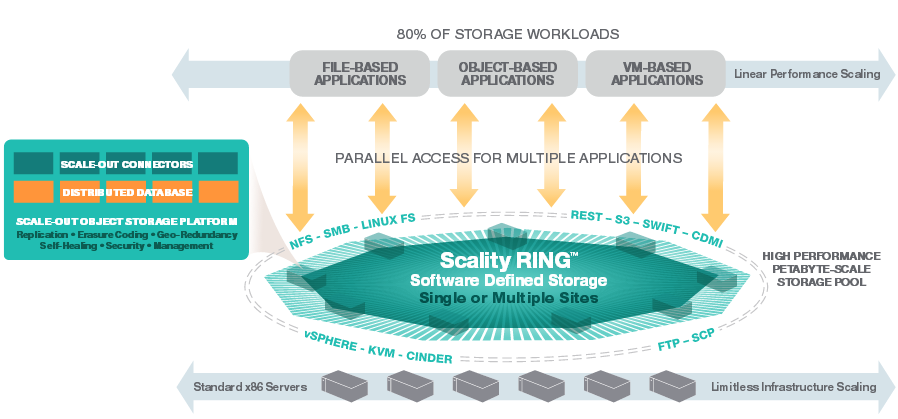 80% OF STORAGE WORKLOADS
FILE-BASED
APPLICATIONS
OBJECT-BASED
APPLICATIONS
VM-BASED
APPLICATIONS
Linear Performance Scaling
PARALLEL ACCESS FOR MULTIPLE APPLICATIONS
SCALE-OUT CONNECTORS
DISTRIBUTED DATABASE
SCALE-OUT OBJECT STORAGE PLATFORM
Replication • Erasure Coding • Geo-Redundancy
Self-Healing • Security • Management
NFS - SMB - LINUX FS
REST - S3 - SWIFT - CDMI
Scality RING™
Software Defined Storage
Single or Multiple Sites
HIGH PERFORMANCE
PETABYTE-SCALE
STORAGE POOL
vSPHERE - KVM - CINDER
FTP - SCP
Standard x86 Servers
Limitless Infrastructure Scaling